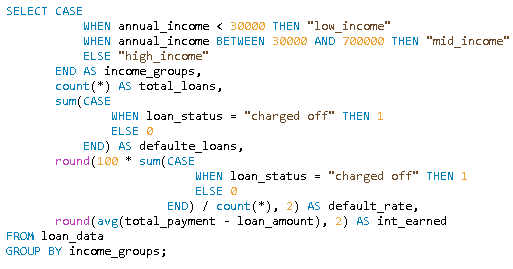 SELECT CASE
WHEN annual_income < 30000 THEN "low_income"
WHEN annual_income BETWEEN 30000 AND 700000 THEN "mid_income"
ELSE "high_income"
END AS income_groups,
count(*) AS total_loans,
sum(CASE
WHEN loan_status = "charged off" THEN 1
ELSE 0
END) AS defaulte_loans,
round(100 * sum(CASE
WHEN loan_status = "charged off" THEN 1
ELSE 0
END) / count(*), 2) AS default_rate,
round(avg(total_payment - loan_amount), 2) AS int_earned
FROM loan_data
GROUP BY income_groups;